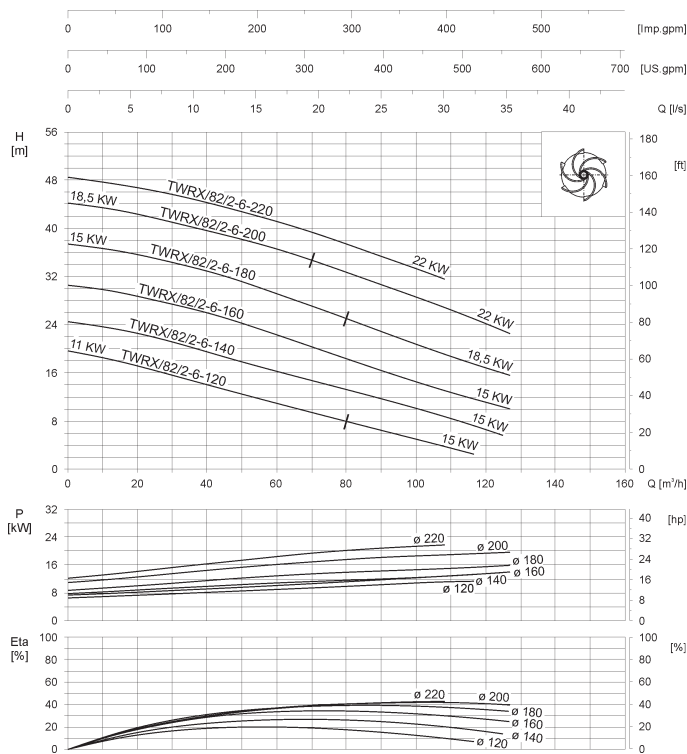 0 100 200 300 400 500 [Imp.gpm]
0 100 200 300 400 500 600 700 [US.gpm]
0 5 10 15 20 25 30 35 40 Q [l/s]
H
[m]
56
48
40
32
24
16
8
0
180
[ft]
160
140
120
100
80
60
40
20
0
TWRX/82/2-6-220
22 KW
18,5 KW
TWRX/82/2-6-200
22 KW
15 KW
TWRX/82/2-6-180
18,5 KW
TWRX/82/2-6-160
15 KW
TWRX/82/2-6-140
15 KW
11 KW
TWRX/82/2-6-120
15 KW
0 20 40 60 80 100 120 140 160 Q [m³/h]
P
[kW]
32
24
16
8
0
40
[hp]
32
24
16
8
0
ø 220
ø 200
ø 180
ø 160
ø 140
ø 120
Eta
[%]
100
80
60
40
20
0
100
[%]
80
60
40
20
0
ø 220
ø 200
ø 180
ø 160
ø 140
ø 120